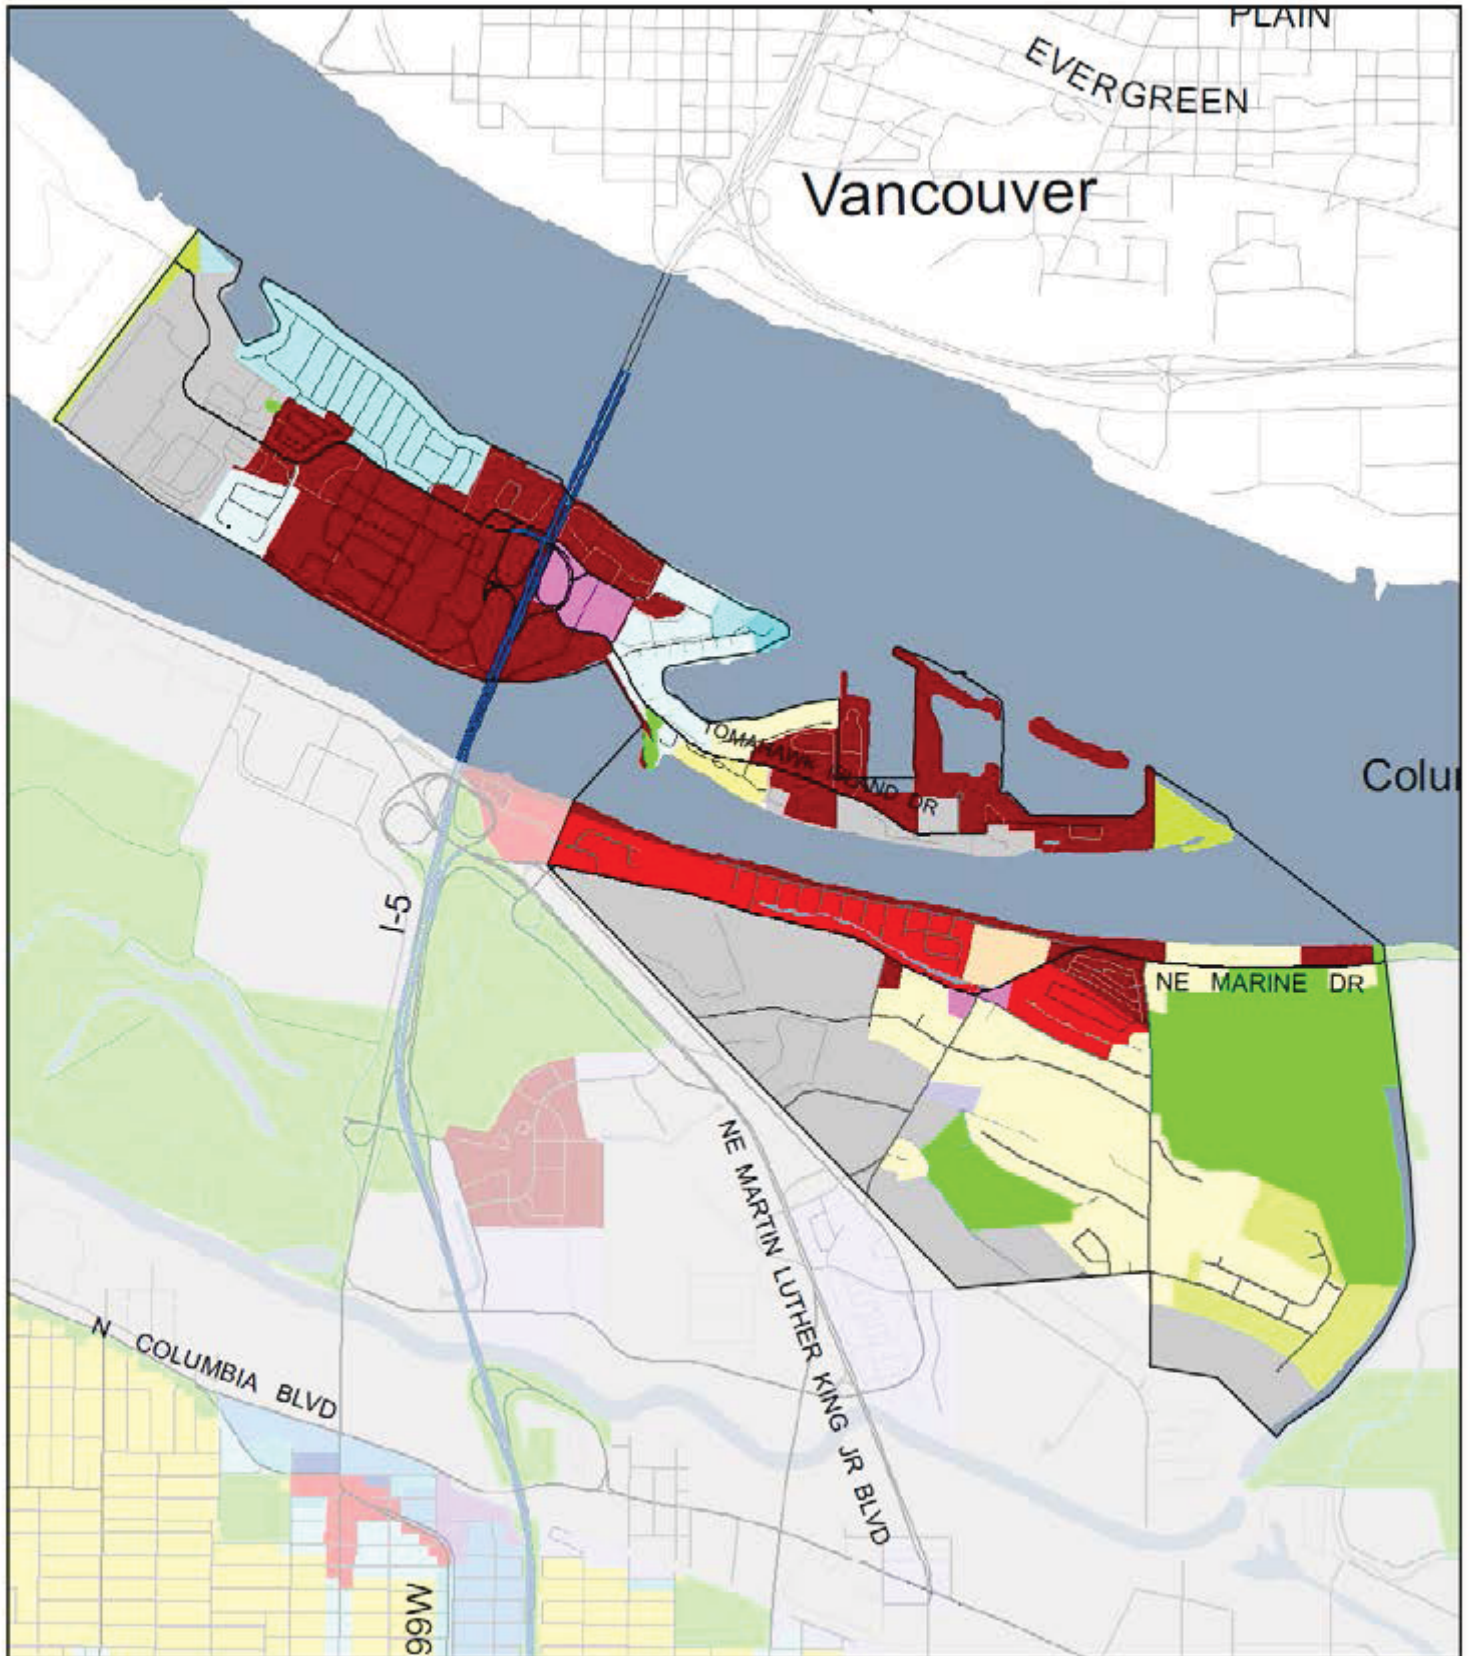 PLAIN
EVERGREEN
Vancouver
TOMAHAWK ISLAND DR
Colu
I-5
NE MARINE DR
NE MARTIN LUTHER KING JR BLVD
N COLUMBIA BLVD
99W